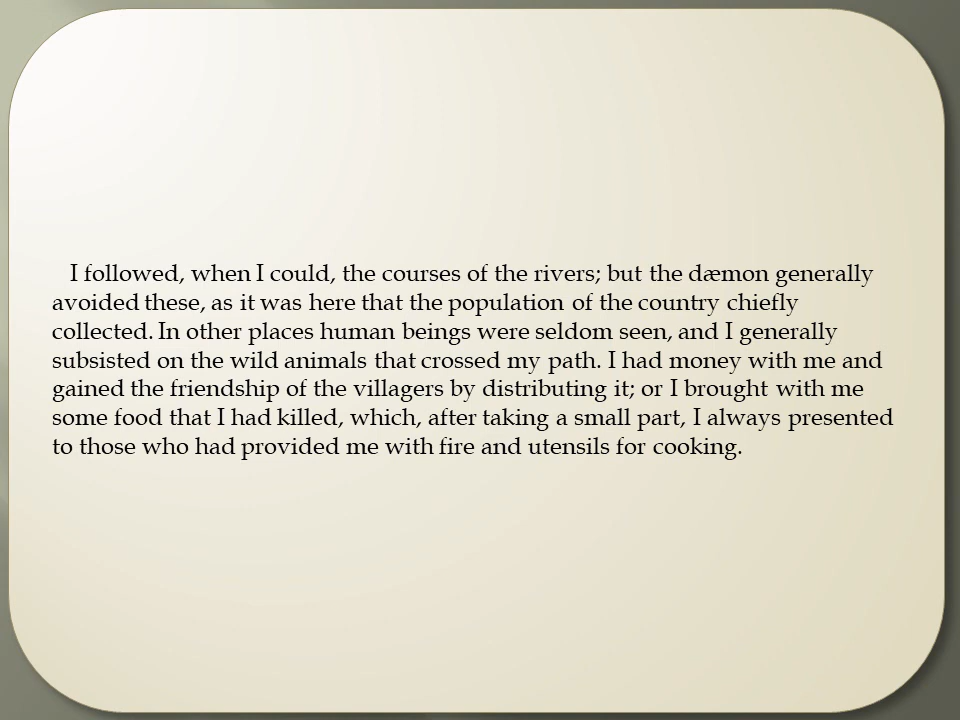 I followed, when I could, the courses of the rivers; but the dæmon generally
avoided these, as it was here that the population of the country chiefly
collected. In other places human beings were seldom seen, and I generally
subsisted on the wild animals that crossed my path. I had money with me and
gained the friendship of the villagers by distributing it; or I brought with me
some food that I had killed, which, after taking a small part, I always presented
to those who had provided me with fire and utensils for cooking.